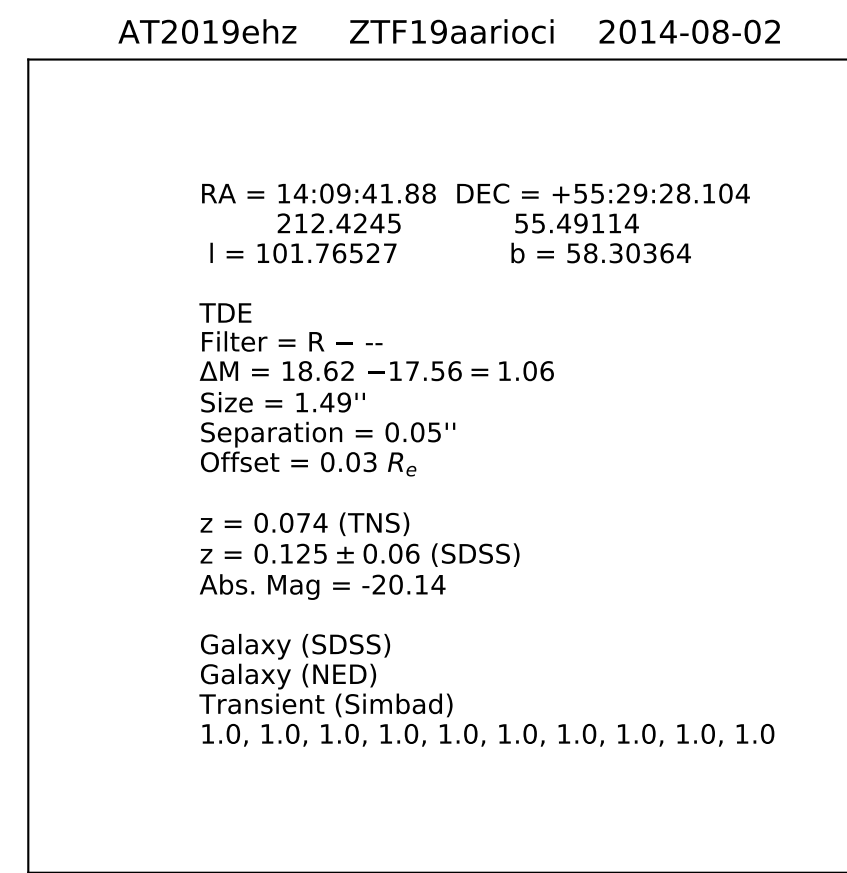 AT2019ehz ZTF19aarioci 2014-08-02
RA = 14:09:41.88 DEC = +55:29:28.104
212.4245 55.49114
l = 101.76527 b = 58.30364
TDE
Filter = R − --
ΔM = 18.62 −17.56 = 1.06
Size = 1.49''
Separation = 0.05''
Offset = 0.03 Rₑ
z = 0.074 (TNS)
z = 0.125 ± 0.06 (SDSS)
Abs. Mag = -20.14
Galaxy (SDSS)
Galaxy (NED)
Transient (Simbad)
1.0, 1.0, 1.0, 1.0, 1.0, 1.0, 1.0, 1.0, 1.0, 1.0